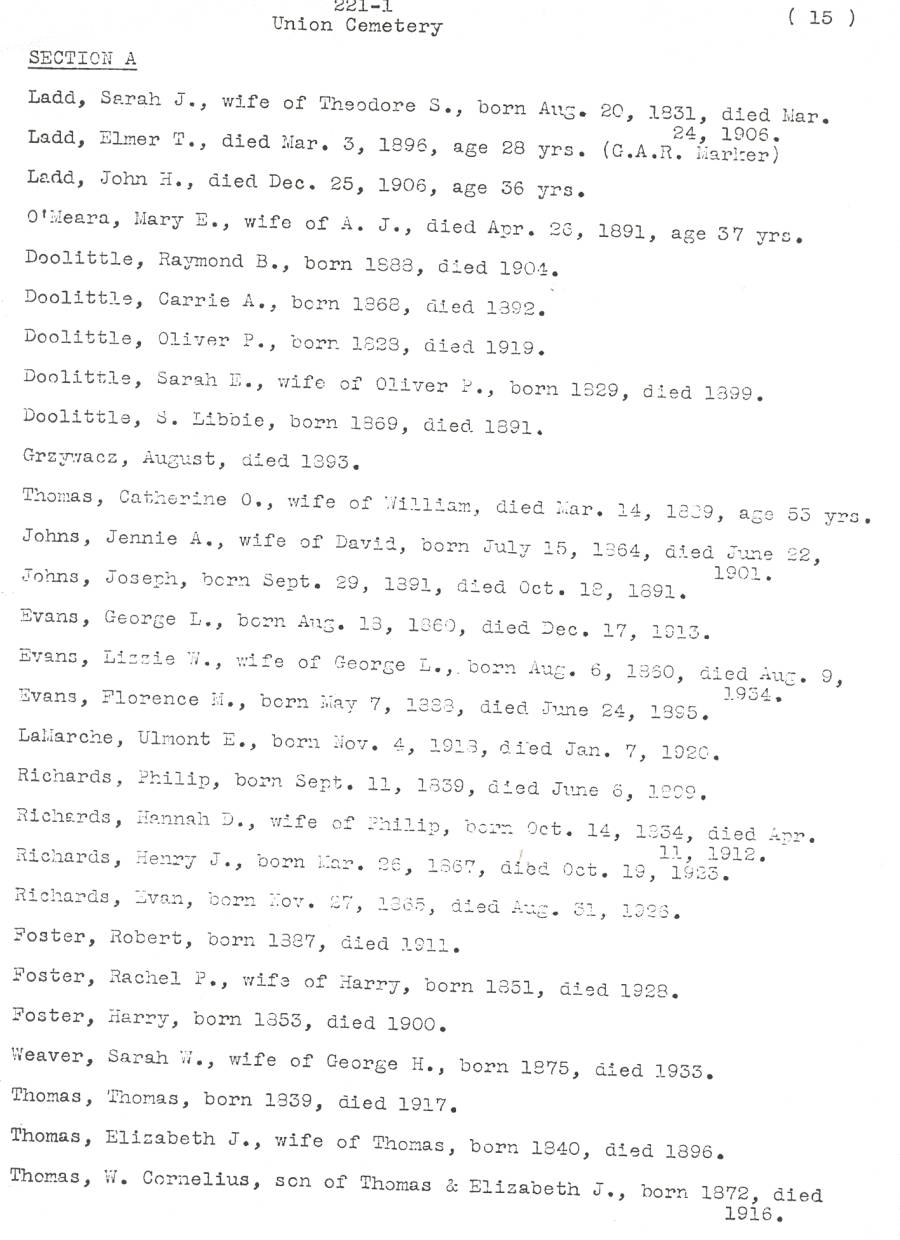 221-1
Union Cemetery
( 15 )
SECTION A
Ladd, Sarah J., wife of Theodore S., born Aug. 20, 1831, died Mar.
24, 1906.
Ladd, Elmer T., died Mar. 3, 1896, age 28 yrs. (G.A.R. Marker)
Ladd, John H., died Dec. 25, 1906, age 36 yrs.
O'Meara, Mary E., wife of A. J., died Apr. 26, 1891, age 37 yrs.
Doolittle, Raymond B., born 1888, died 1904.
Doolittle, Carrie A., born 1868, died 1892.
Doolittle, Oliver P., born 1828, died 1919.
Doolittle, Sarah E., wife of Oliver P., born 1829, died 1899.
Doolittle, S. Libbie, born 1869, died 1891.
Grzywacz, August, died 1893.
Thomas, Catherine O., wife of William, died Mar. 14, age 55 yrs.
Johns, Jennie A., wife of David, born July 15, 1864, died June 22,
1901.
Johns, Joseph, born Sept. 29, 1891, died Oct. 12, 1891.
Evans, George L., born Aug. 18, 1860, died Dec. 17, 1913.
Evans, Lizzie W., wife of George L., born Aug. 6, 1860, died Aug. 9,
1934.
Evans, Florence M., born May 7, 1888, died June 24, 1895.
LaMarche, Ulmont E., born Nov. 4, 1918, died Jan. 7, 1920.
Richards, Philip, born Sept. 11, 1839, died June 6,
Richards, Hannah D., wife of Philip, born Oct. 14, 1834, died Apr.
11, 1912.
Richards, Henry J., born Mar. 26, 1867, died Oct. 19, 1923.
Richards, Evan, born Nov. 27, 1865, died Aug. 31, 1926.
Foster, Robert, born 1887, died 1911.
Foster, Rachel P., wife of Harry, born 1851, died 1928.
Foster, Harry, born 1853, died 1900.
Weaver, Sarah W., wife of George H., born 1875, died 1933.
Thomas, Thomas, born 1839, died 1917.
Thomas, Elizabeth J., wife of Thomas, born 1840, died 1896.
Thomas, W. Cornelius, son of Thomas & Elizabeth J., born 1872, died
1916.